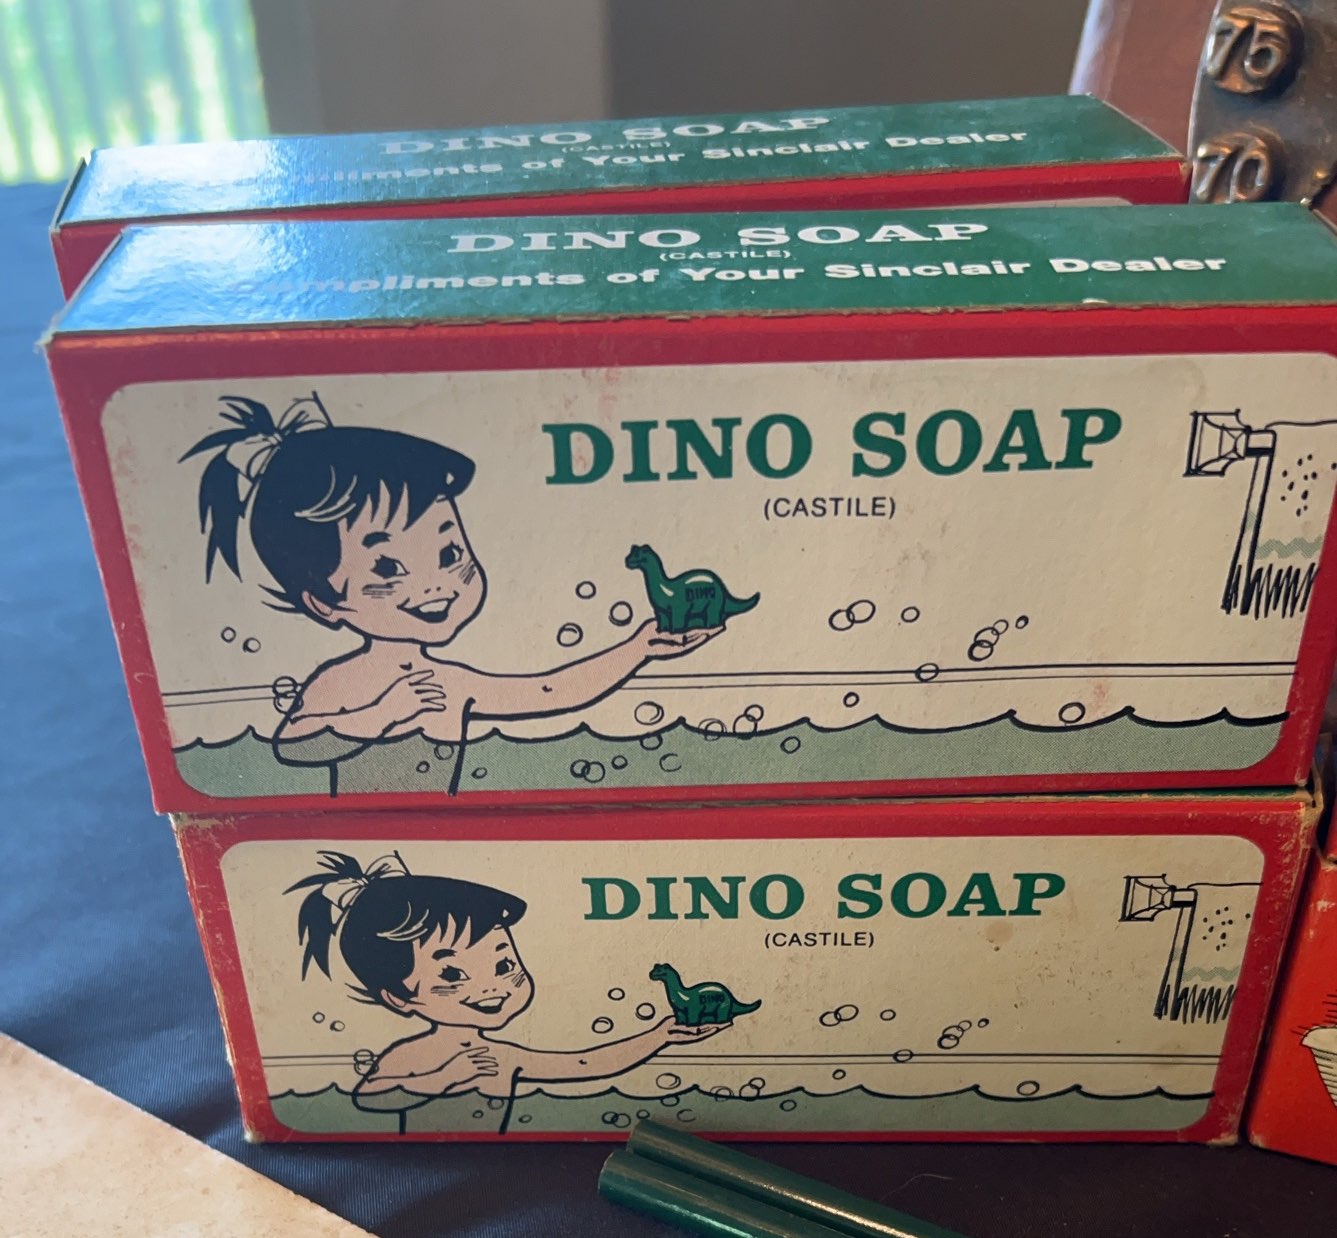 75
70
DINO SOAP
(CASTILE)
of Your Sinclair Dealer
DINO SOAP
(CASTILE)
Compliments of Your Sinclair Dealer
DINO SOAP
(CASTILE)
DINO
DINO SOAP
(CASTILE)
DINO